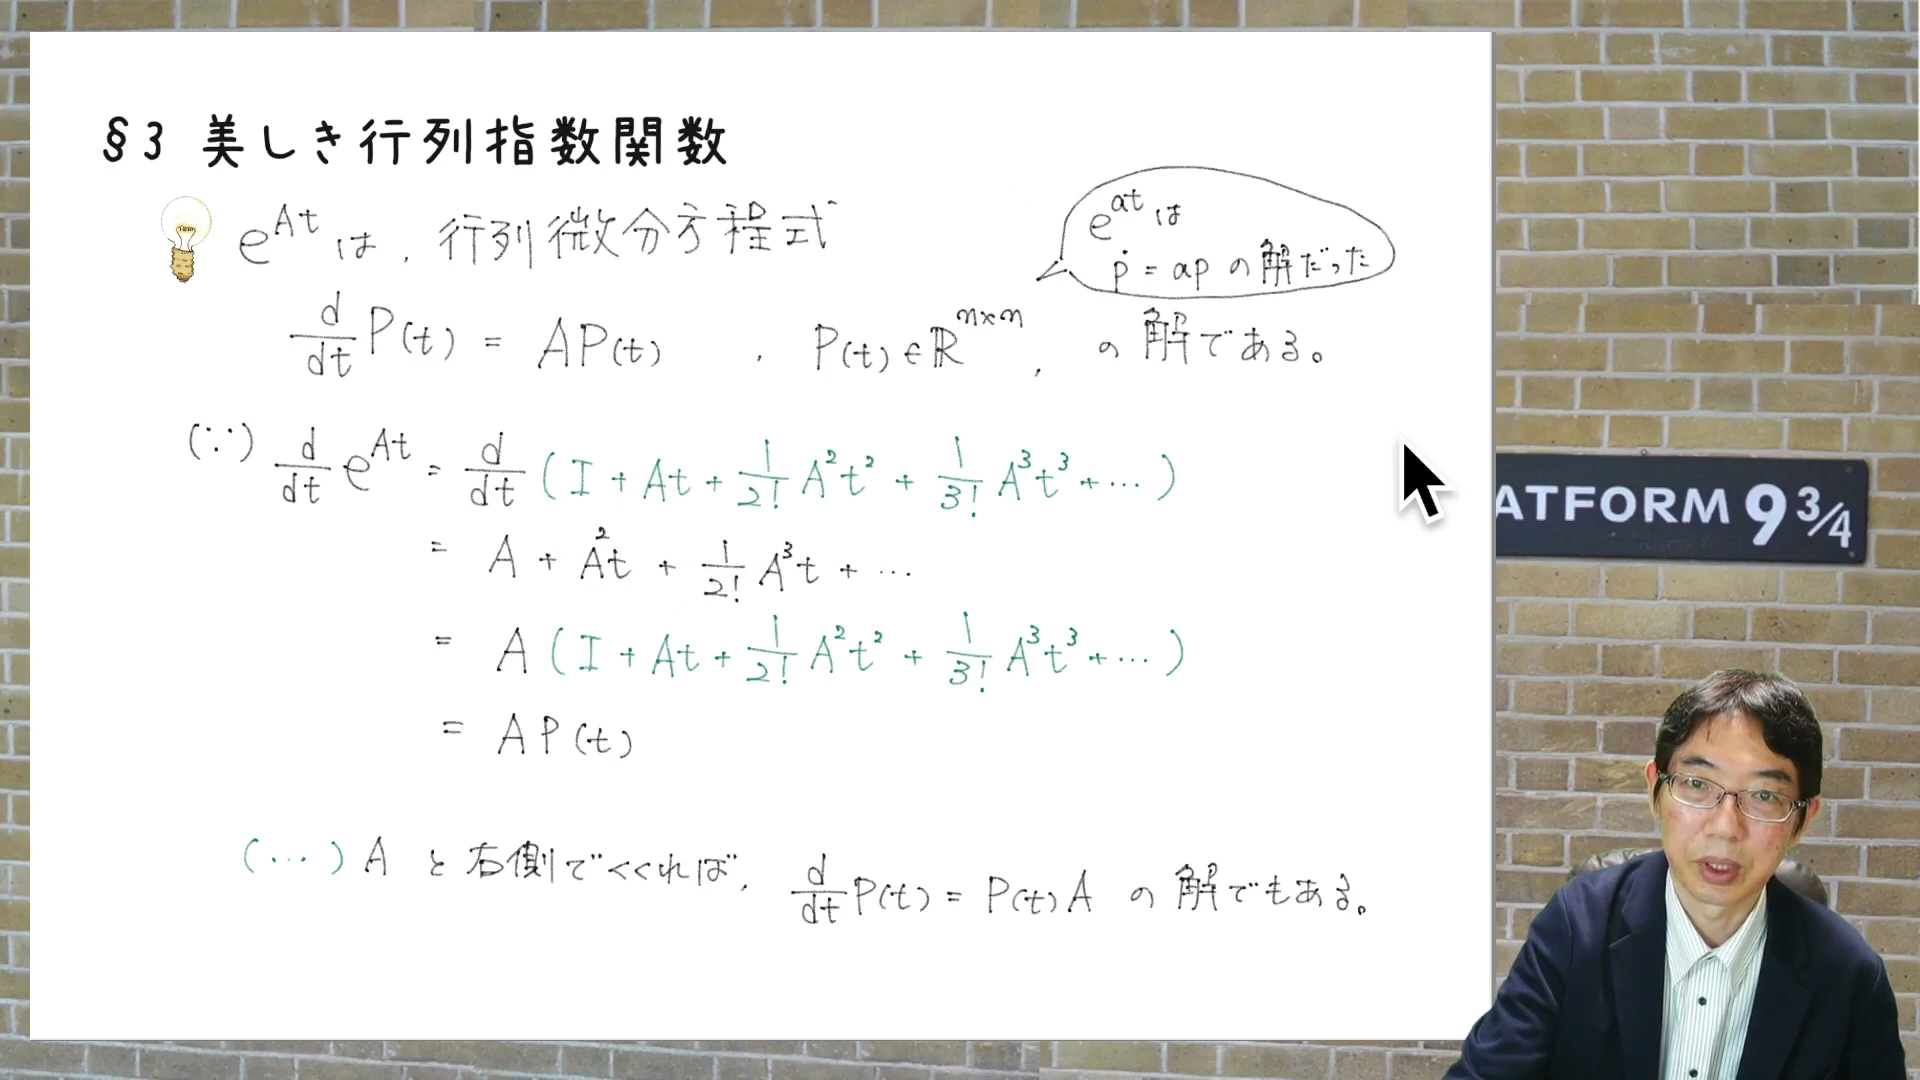 §3 美しき行列指数関数
e^{At} は, 行列微分方程式
e^{at} は
ṗ = ap の解だった
d/dt P(t) = AP(t) , P(t) ∈ ℝ^{n×n}, の解である。
(∵) d/dt e^{At} = d/dt (I + At + 1/2! A²t² + 1/3! A³t³ + ⋯)
= A + A²t + 1/2! A³t + ⋯
= A (I + At + 1/2! A²t² + 1/3! A³t³ + ⋯)
= AP(t)
(⋯) A と右側でくくれば, d/dt P(t) = P(t)A の解でもある。
ATFORM 9 3/4